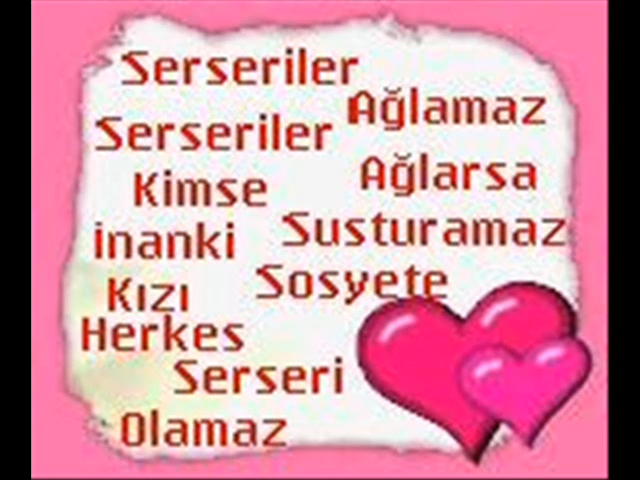 Serseriler
Ağlamaz
Serseriler
Ağlarsa
Kimse
Susturamaz
inanki
Sosyete
Kızı
Herkes
Serseri
Olamaz